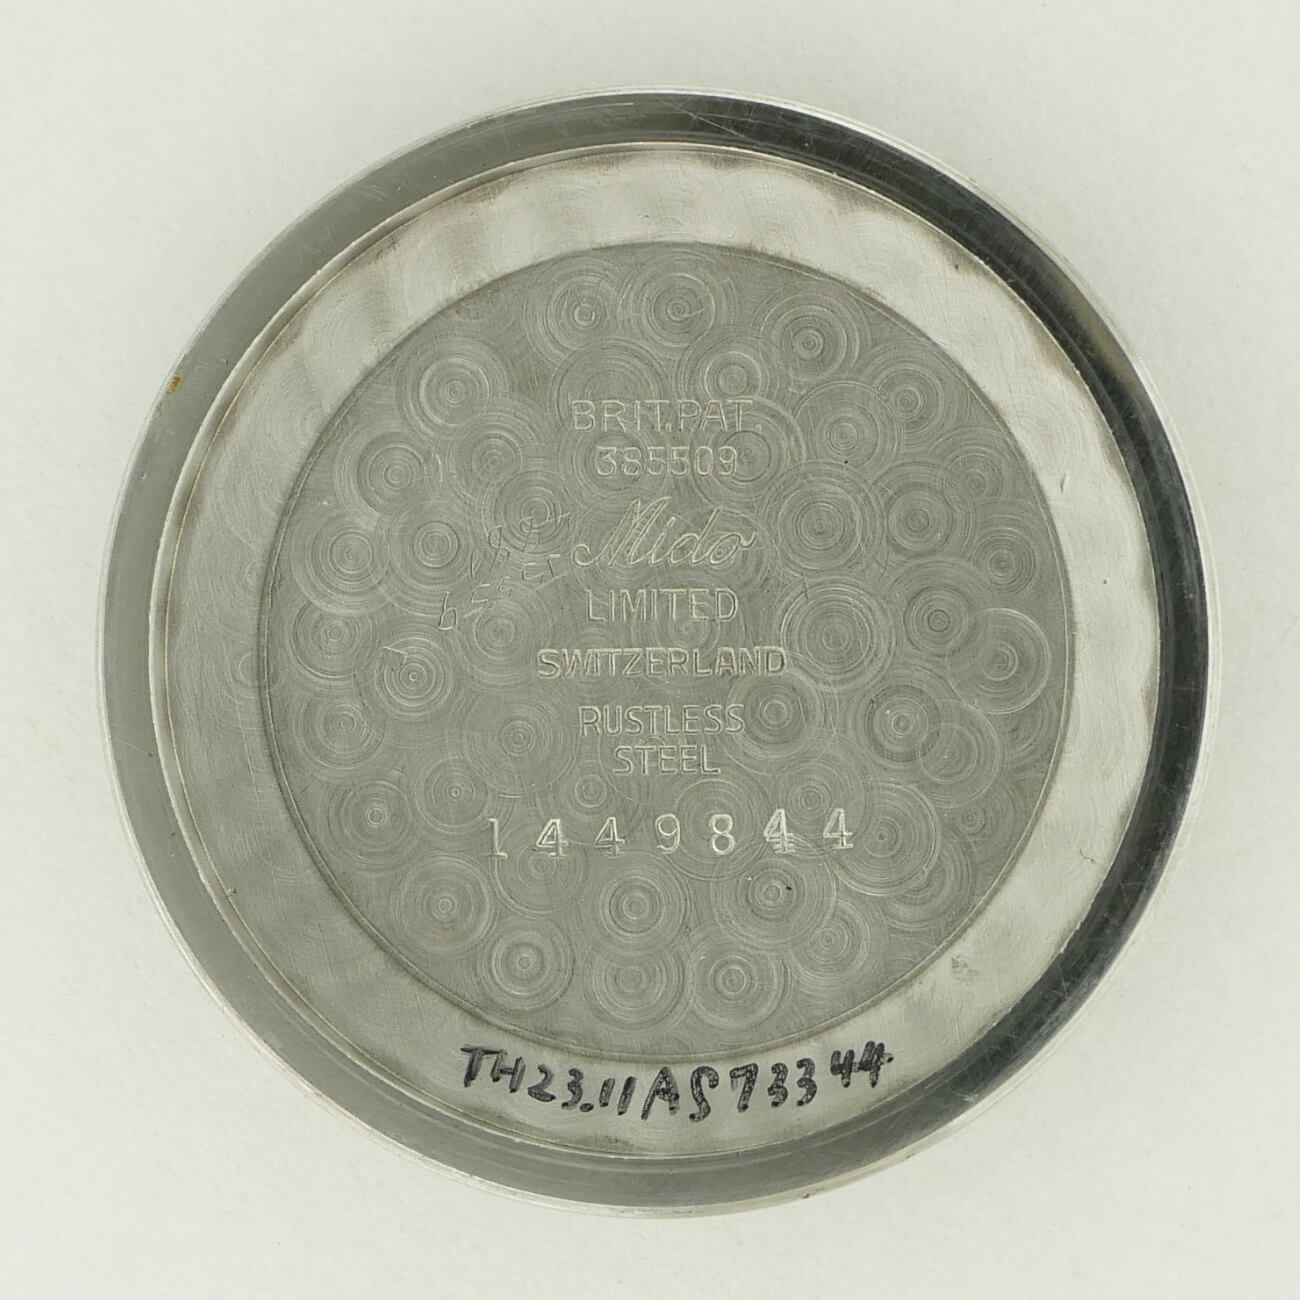 BRIT.PAT.
385509
Mido
LIMITED
SWITZERLAND
RUSTLESS
STEEL
1449844
TH23.11AS73344